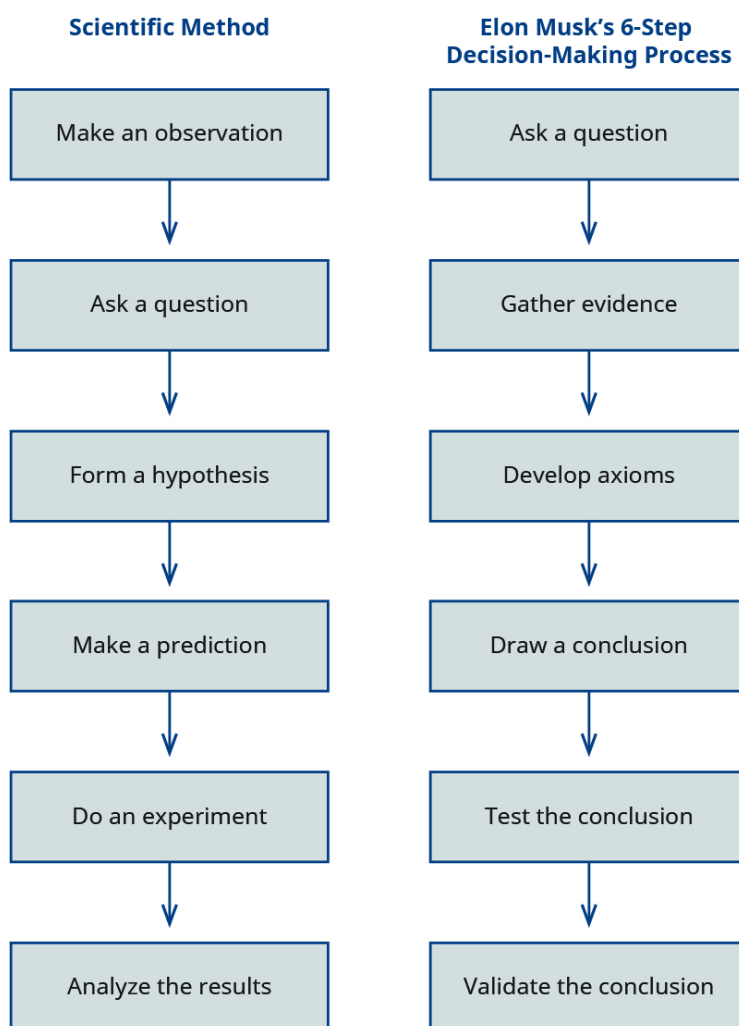 Scientific Method
Elon Musk’s 6-Step
Decision-Making Process
Make an observation
Ask a question
Ask a question
Gather evidence
Form a hypothesis
Develop axioms
Make a prediction
Draw a conclusion
Do an experiment
Test the conclusion
Analyze the results
Validate the conclusion